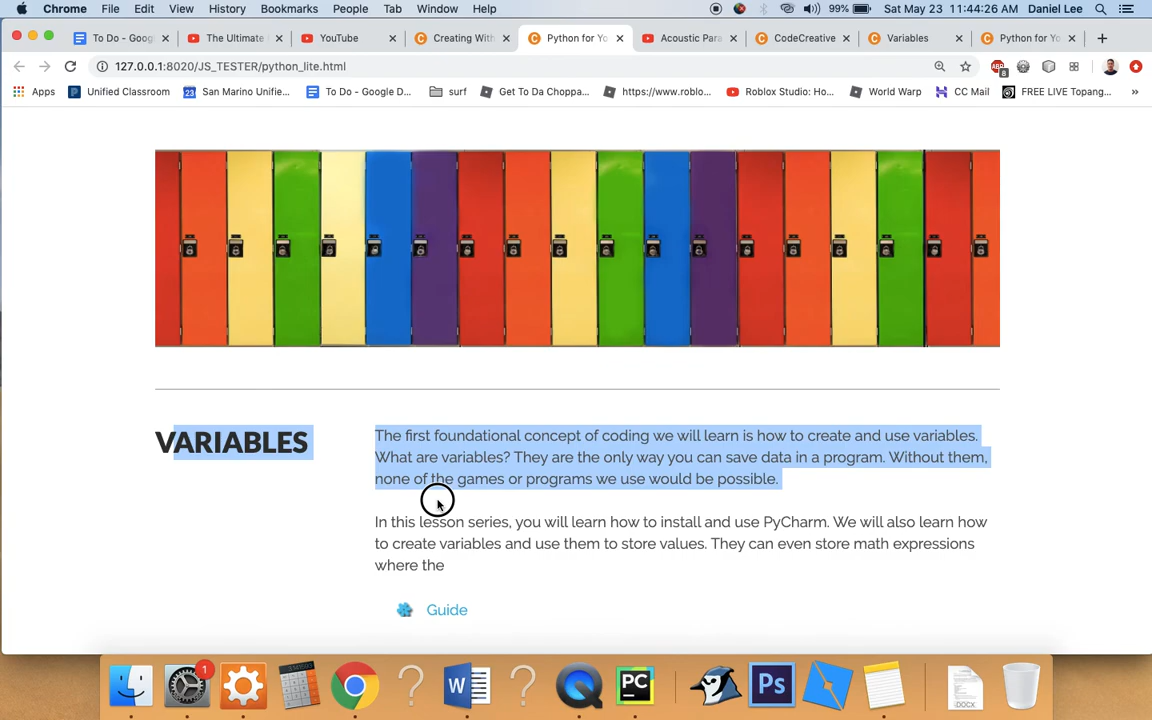 Chrome File Edit View History Bookmarks People Tab Window Help 99% Sat May 23 11:44:26 AM Daniel Lee
To Do - Goog The Ultimate YouTube Creating With Python for Yo Acoustic Para CodeCreative Variables Python for Yo
127.0.0.1:8020/JS_TESTER/python_lite.html
ABP 8
Apps Unified Classroom 23 San Marino Unifie... To Do - Google D... surf Get To Da Choppa... https://www.roblo... Roblox Studio: Ho... World Warp CC Mail FREE LIVE Topang... »
VARIABLES
The first foundational concept of coding we will learn is how to create and use variables.
What are variables? They are the only way you can save data in a program. Without them,
none of the games or programs we use would be possible.
In this lesson series, you will learn how to install and use PyCharm. We will also learn how
to create variables and use them to store values. They can even store math expressions
where the
Guide
1 ? W ? PC Ps DOCX